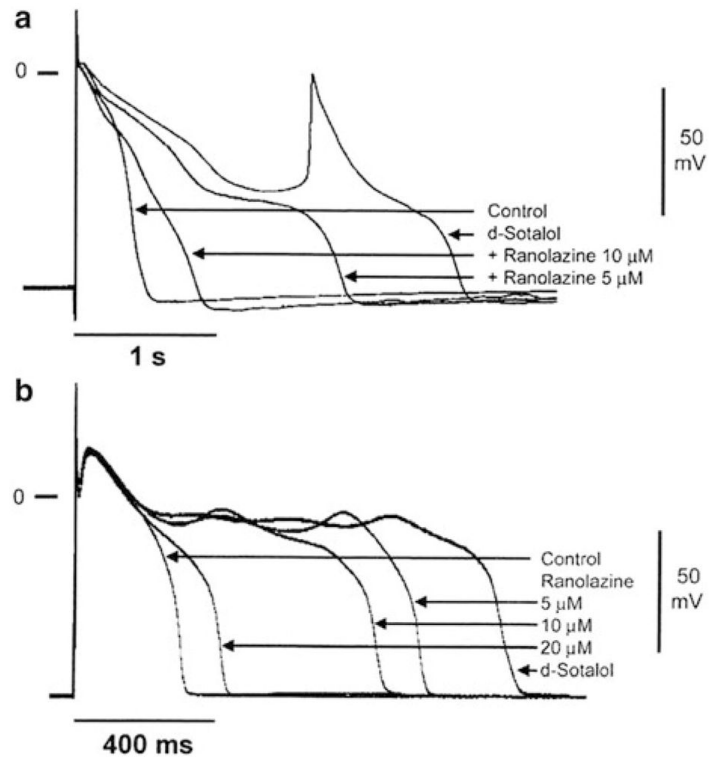 a
0
50
mV
Control
d-Sotalol
+ Ranolazine 10 μM
+ Ranolazine 5 μM
1 s
b
0
Control
Ranolazine
5 μM
10 μM
20 μM
d-Sotalol
50
mV
400 ms